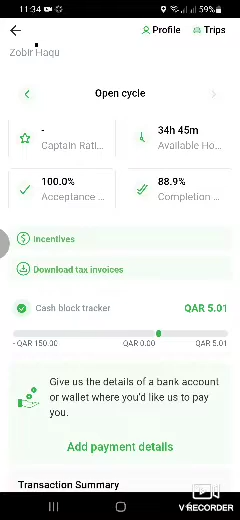 11:34 59%
Profile Trips
Zobir Haqu
Open cycle
-
Captain Rati...
34h 45m
Available Ho...
100.0%
Acceptance ...
88.9%
Completion ...
Incentives
Download tax invoices
Cash block tracker QAR 5.01
- QAR 150.00 QAR 0.00 QAR 5.01
Give us the details of a bank account
or wallet where you'd like us to pay
you.
Add payment details
Transaction Summary
V RECORDER